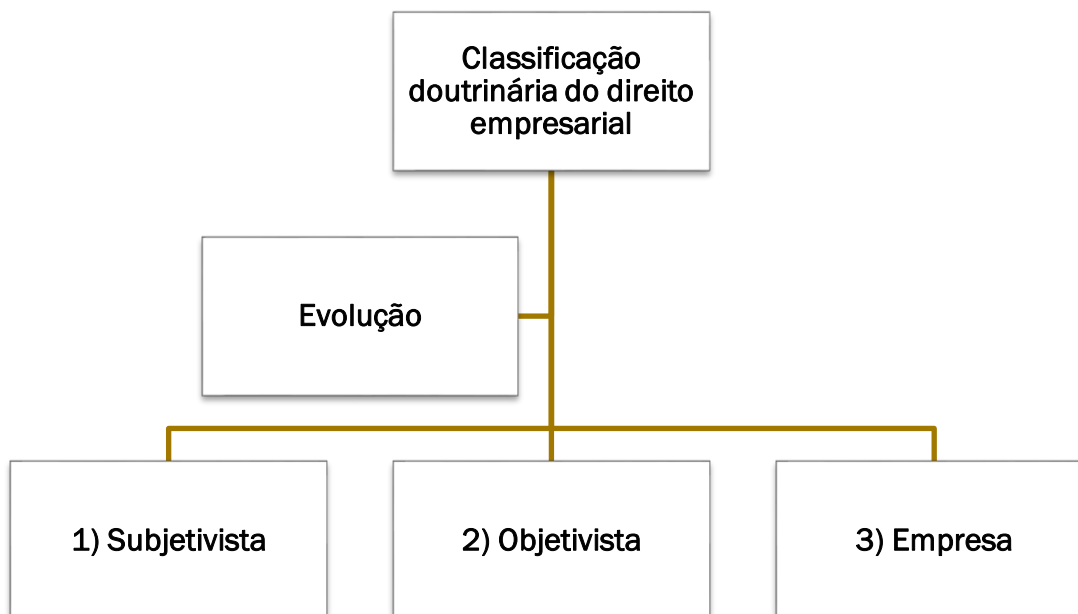 Classificação
doutrinária do direito
empresarial
Evolução
1) Subjetivista
2) Objetivista
3) Empresa